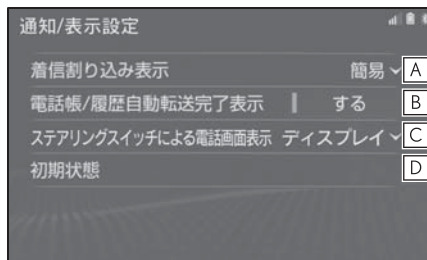 通知/表示設定
着信割り込み表示 簡易 A
電話帳/履歴自動転送完了表示 する B
ステアリングスイッチによる電話画面表示 ディスプレイ C
初期状態 D